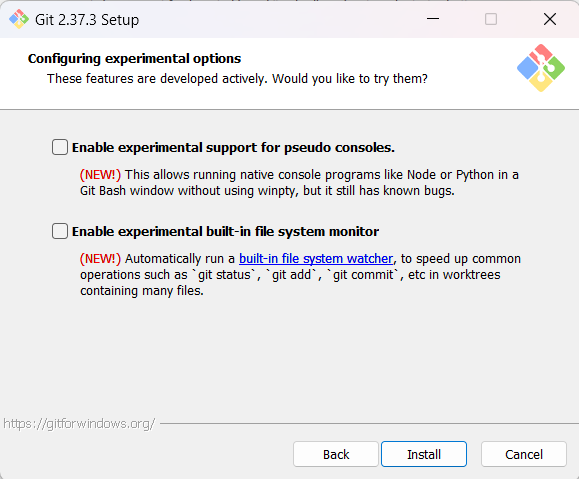 Git 2.37.3 Setup
Configuring experimental options
These features are developed actively. Would you like to try them?
Enable experimental support for pseudo consoles.
(NEW!) This allows running native console programs like Node or Python in a
Git Bash window without using winpty, but it still has known bugs.
Enable experimental built-in file system monitor
(NEW!) Automatically run a built-in file system watcher, to speed up common
operations such as `git status`, `git add`, `git commit`, etc in worktrees
containing many files.
https://gitforwindows.org/
Back
Install
Cancel